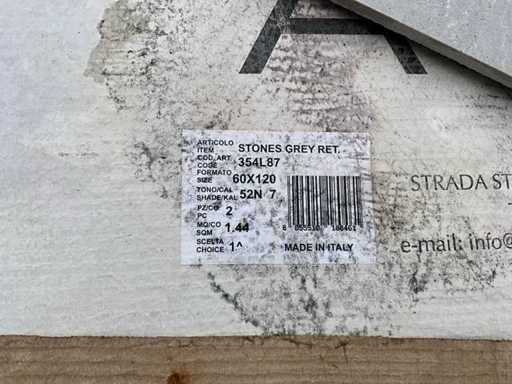 A
ARTICOLO
ITEM STONES GREY RET.
COD. ART.
CODE 354L87
FORMATO
SIZE 60X120
TONO/CAL
SHADE/KAL 52N 7
PZ/CO
PC 2
MQ/CO
SQM 1.44
SCELTA
CHOICE 1^
MADE IN ITALY
STRADA ST
e-mail: info@